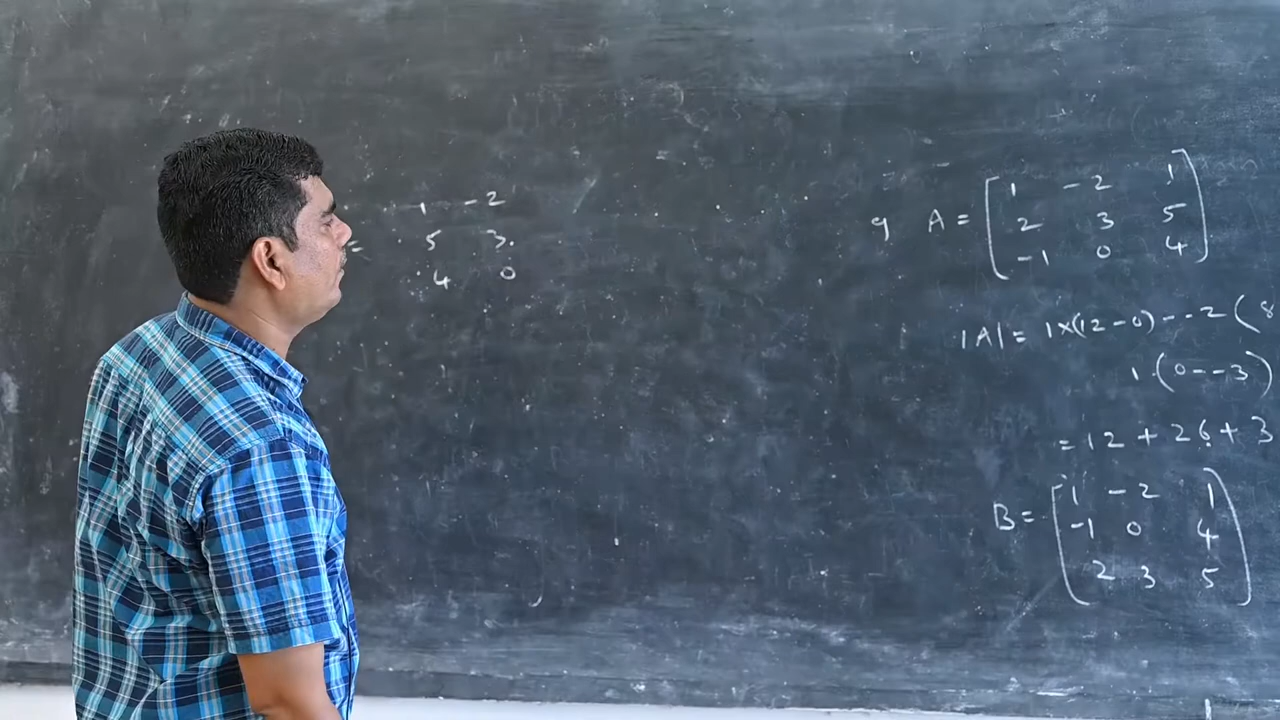 1 -2
= 5 3.
4 0
9 A = [ 1 -2 1
2 3 5
-1 0 4 ]
|A| = 1×(12-0) - -2 ( 8
1 (0--3)
= 12 + 26 + 3
B = [ 1 -2 1
-1 0 4
2 3 5 ]